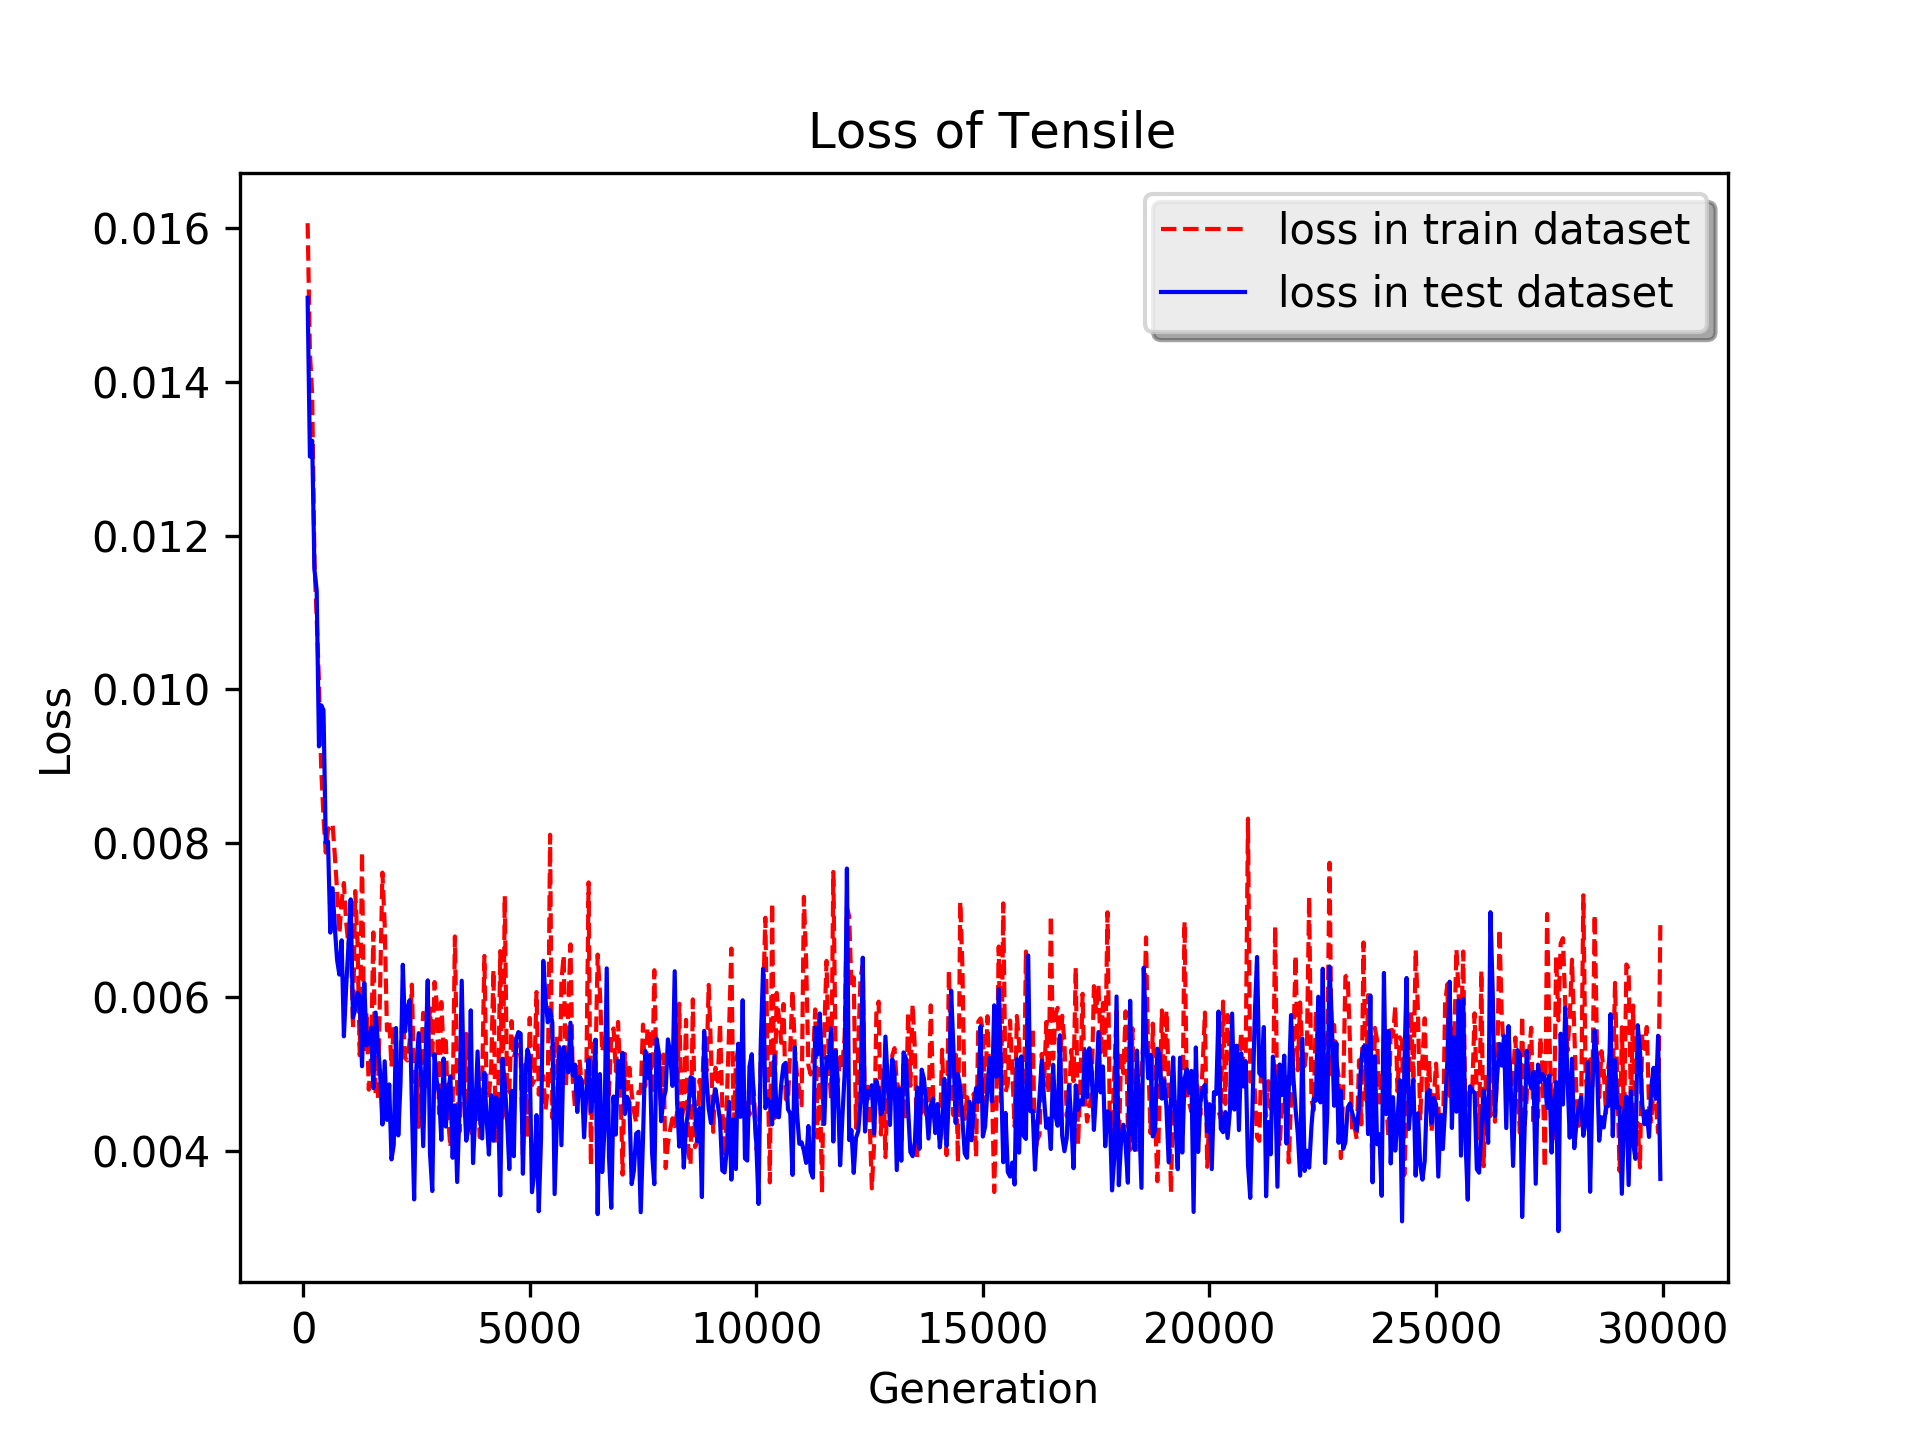 Loss of Tensile
0.016
0.014
0.012
0.010
0.008
0.006
0.004
Loss
loss in train dataset
loss in test dataset
0 5000 10000 15000 20000 25000 30000
Generation